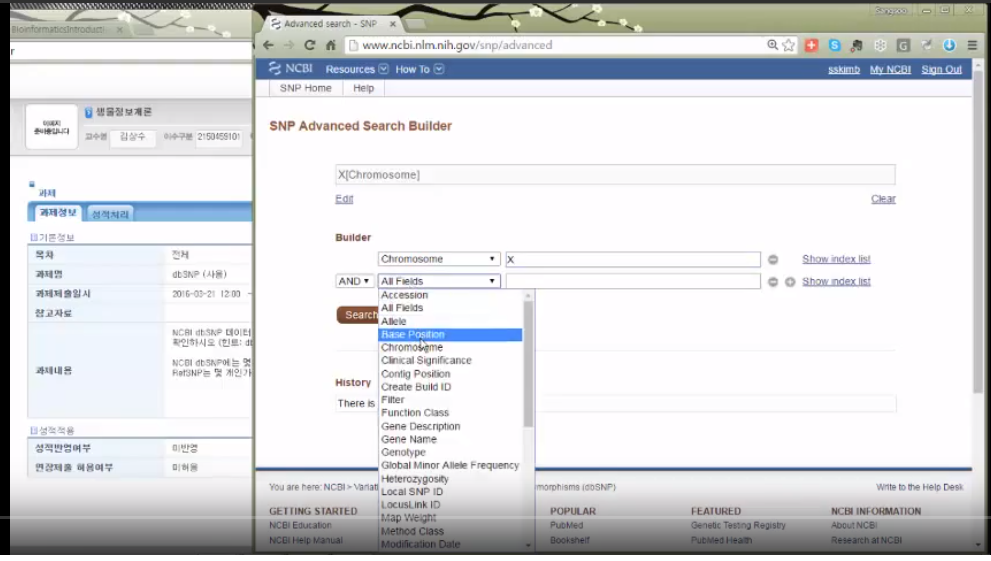 Advanced search - SNP
BioinformaticsIntroducti
www.ncbi.nlm.nih.gov/snp/advanced
NCBI Resources How To
sskimb My NCBI Sign Out
SNP Home Help
생물정보개론
이미지
준비중입니다
교수명 김상수 이수구분 2150459101
SNP Advanced Search Builder
X[Chromosome]
Edit Clear
과제
과제정보 성적처리
기본정보
목차 전체
과제명 dbSNP (사용)
과제제출일시 2016-03-21 12:00 ~
참고자료
NCBI dbSNP 데이터
확인하시오 (힌트: d
과제내용
NCBI dbSNP에는 몇
RefSNP는 몇 개인가
성적적용
성적반영여부 미반영
연장제출 허용여부 미허용
Builder
Chromosome X Show index list
AND All Fields Show index list
Search
Accession
All Fields
Allele
Base Position
Chromosome
Clinical Significance
Contig Position
Create Build ID
Filter
Function Class
Gene Description
Gene Name
Genotype
Global Minor Allele Frequency
Heterozygosity
Local SNP ID
LocusLink ID
Map Weight
Method Class
Modification Date
History
There is
You are here: NCBI > Variat
morphisms (dbSNP)
Write to the Help Desk
GETTING STARTED
NCBI Education
NCBI Help Manual
POPULAR
PubMed
Bookshelf
FEATURED
Genetic Testing Registry
PubMed Health
NCBI INFORMATION
About NCBI
Research at NCBI